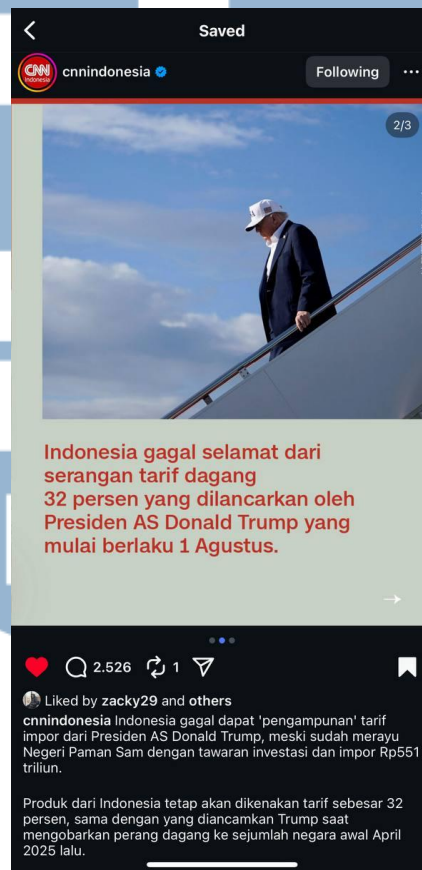 Saved
CNN
Indonesia
cnnindonesia
Following
2/3
Indonesia gagal selamat dari
serangan tarif dagang
32 persen yang dilancarkan oleh
Presiden AS Donald Trump yang
mulai berlaku 1 Agustus.
2.526
1
Liked by zacky29 and others
cnnindonesia Indonesia gagal dapat 'pengampunan' tarif
impor dari Presiden AS Donald Trump, meski sudah merayu
Negeri Paman Sam dengan tawaran investasi dan impor Rp551
triliun.
Produk dari Indonesia tetap akan dikenakan tarif sebesar 32
persen, sama dengan yang diancamkan Trump saat
mengobarkan perang dagang ke sejumlah negara awal April
2025 lalu.